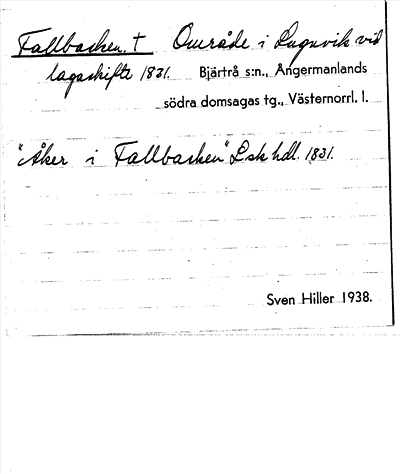 Fallbacken. † Område i Lugnvik vid
lagaskifte 1831. Bjärtrå s:n., Ångermanlands
södra domsagas tg., Västernorrl. l.
"Åker i Fallbacken" Lsk hdl. 1831.
Sven Hiller 1938.